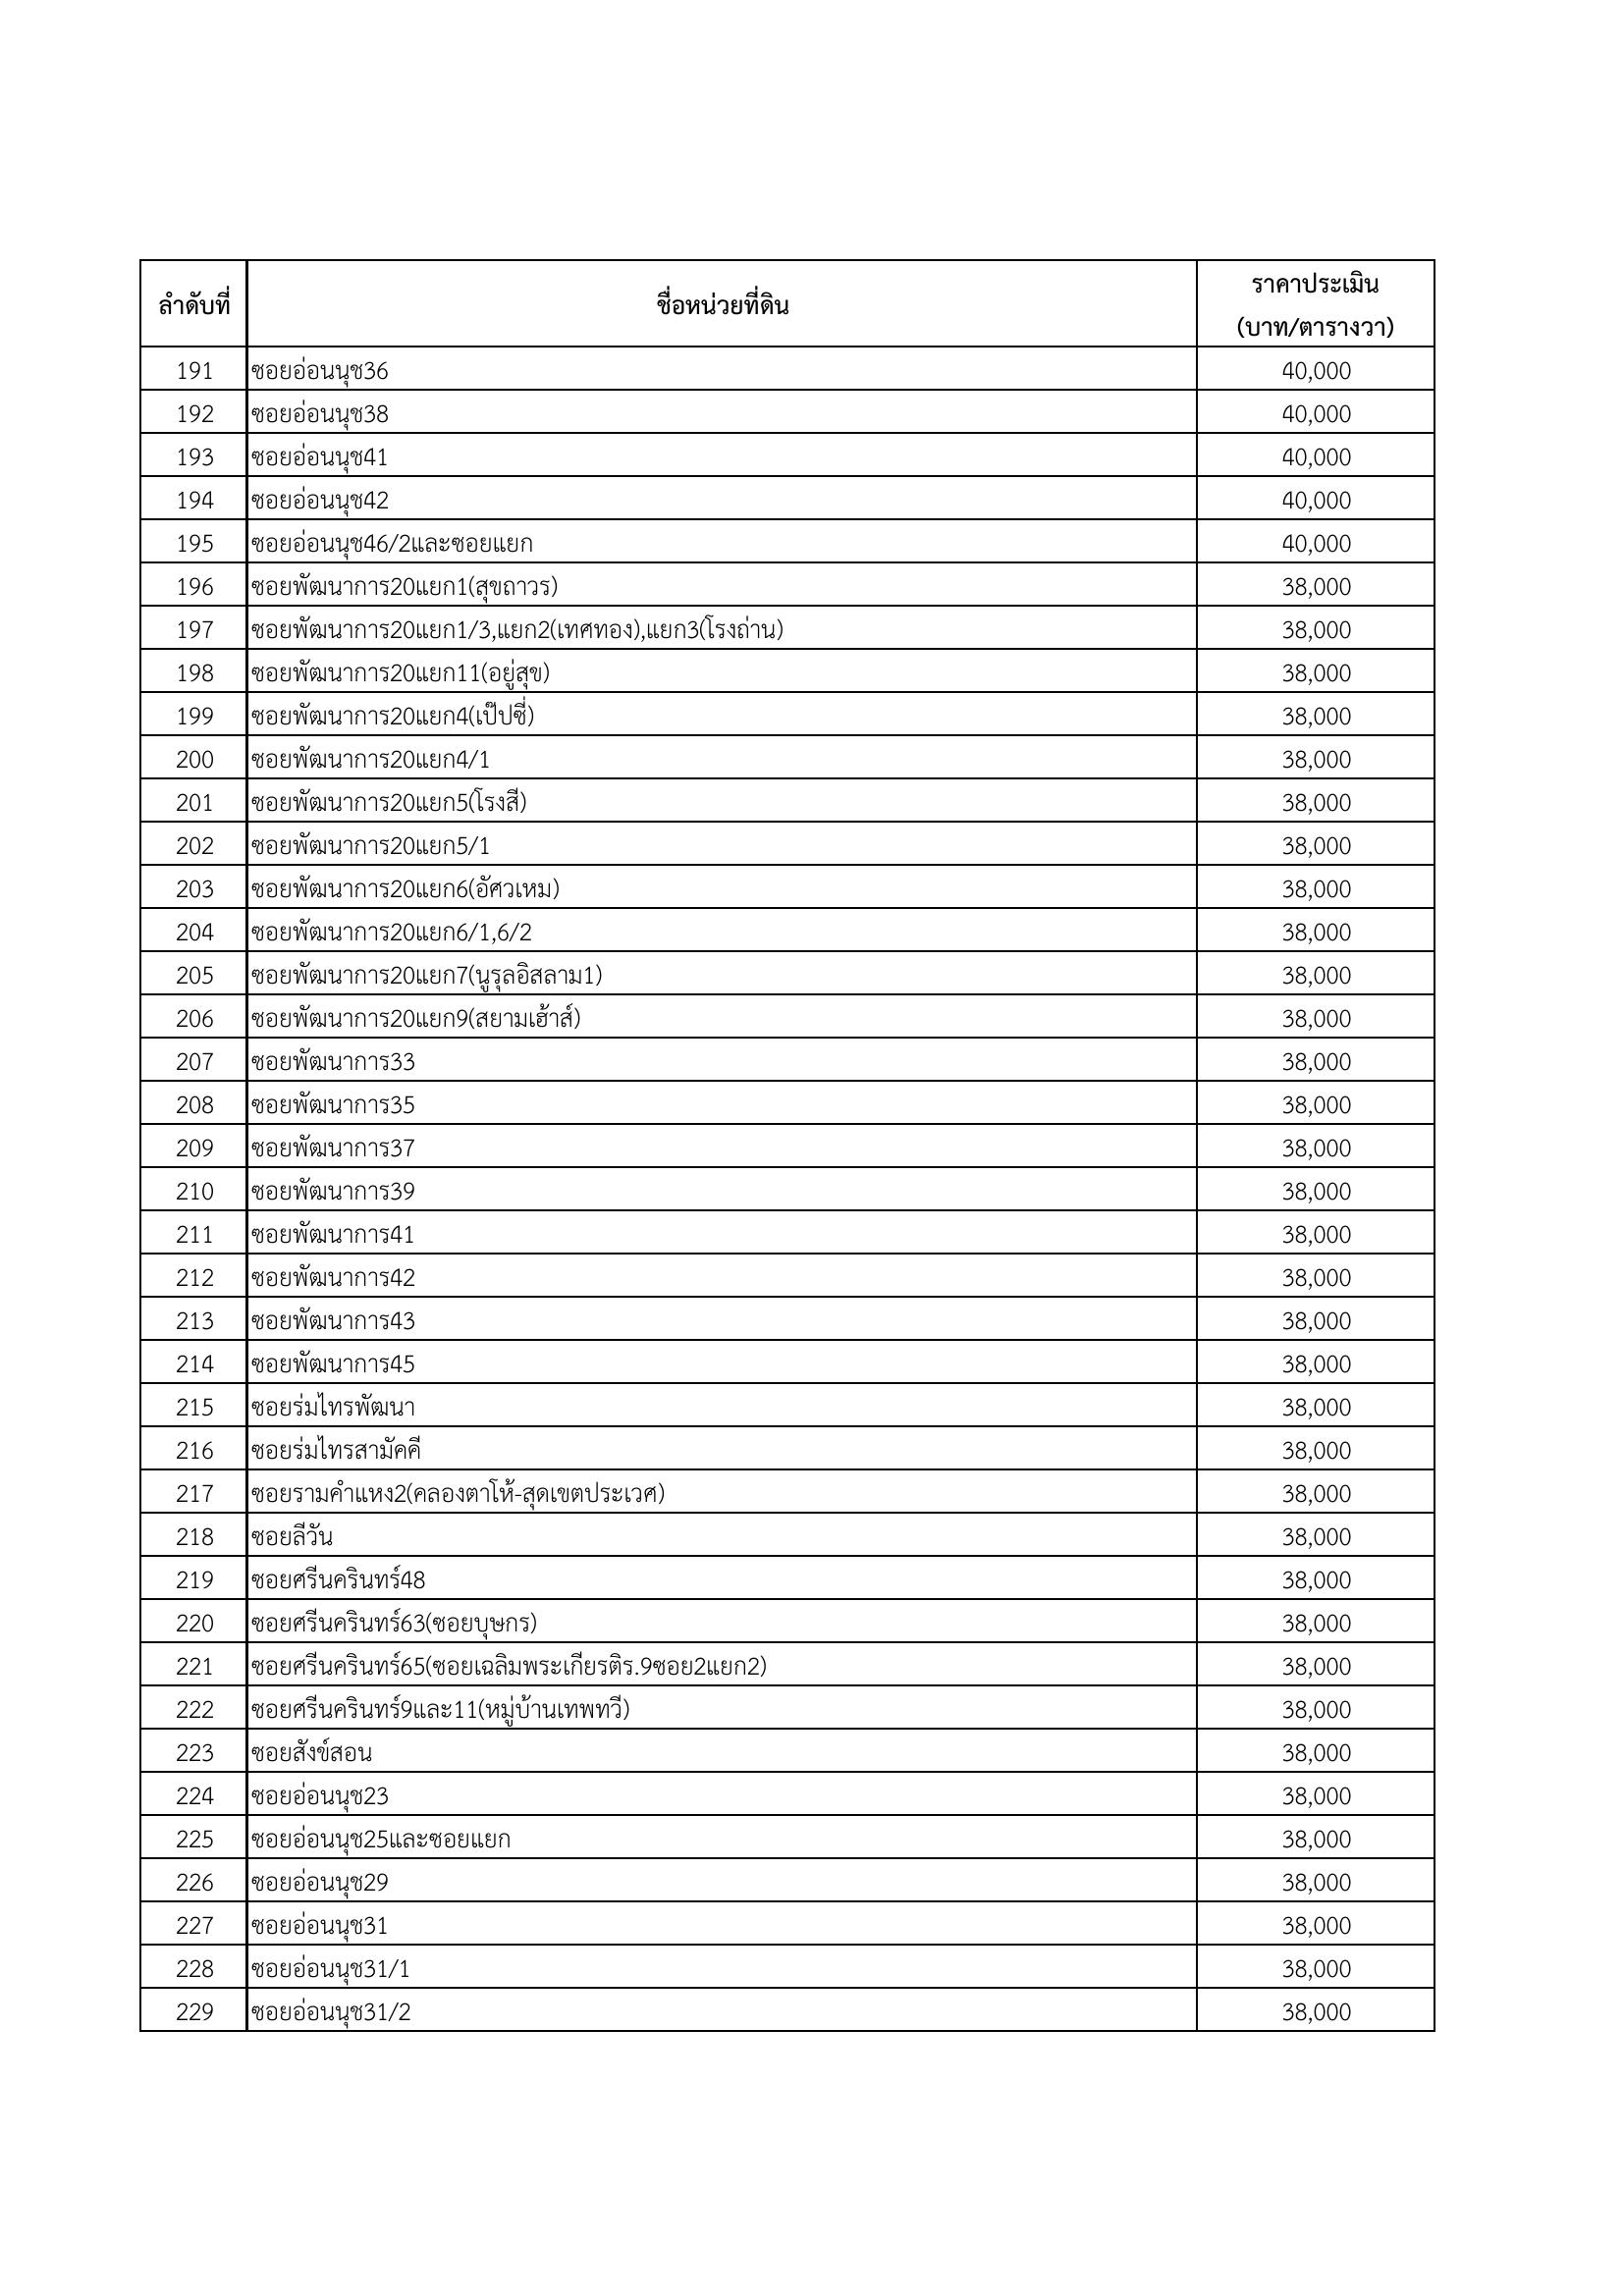 ลำดับที่ ชื่อหน่วยที่ดิน ราคาประเมิน
(บาท/ตารางวา)
191 ซอยอ่อนนุช36 40,000
192 ซอยอ่อนนุช38 40,000
193 ซอยอ่อนนุช41 40,000
194 ซอยอ่อนนุช42 40,000
195 ซอยอ่อนนุช46/2และซอยแยก 40,000
196 ซอยพัฒนาการ20แยก1(สุขถาวร) 38,000
197 ซอยพัฒนาการ20แยก1/3,แยก2(เทศทอง),แยก3(โรงถ่าน) 38,000
198 ซอยพัฒนาการ20แยก11(อยู่สุข) 38,000
199 ซอยพัฒนาการ20แยก4(เป๊ปซี่) 38,000
200 ซอยพัฒนาการ20แยก4/1 38,000
201 ซอยพัฒนาการ20แยก5(โรงสี) 38,000
202 ซอยพัฒนาการ20แยก5/1 38,000
203 ซอยพัฒนาการ20แยก6(อัศวเหม) 38,000
204 ซอยพัฒนาการ20แยก6/1,6/2 38,000
205 ซอยพัฒนาการ20แยก7(นูรุลอิสลาม1) 38,000
206 ซอยพัฒนาการ20แยก9(สยามเฮ้าส์) 38,000
207 ซอยพัฒนาการ33 38,000
208 ซอยพัฒนาการ35 38,000
209 ซอยพัฒนาการ37 38,000
210 ซอยพัฒนาการ39 38,000
211 ซอยพัฒนาการ41 38,000
212 ซอยพัฒนาการ42 38,000
213 ซอยพัฒนาการ43 38,000
214 ซอยพัฒนาการ45 38,000
215 ซอยร่มไทรพัฒนา 38,000
216 ซอยร่มไทรสามัคคี 38,000
217 ซอยรามคำแหง2(คลองตาโห้-สุดเขตประเวศ) 38,000
218 ซอยลีวัน 38,000
219 ซอยศรีนครินทร์48 38,000
220 ซอยศรีนครินทร์63(ซอยบุษกร) 38,000
221 ซอยศรีนครินทร์65(ซอยเฉลิมพระเกียรติร.9ซอย2แยก2) 38,000
222 ซอยศรีนครินทร์9และ11(หมู่บ้านเทพทวี) 38,000
223 ซอยสังข์สอน 38,000
224 ซอยอ่อนนุช23 38,000
225 ซอยอ่อนนุช25และซอยแยก 38,000
226 ซอยอ่อนนุช29 38,000
227 ซอยอ่อนนุช31 38,000
228 ซอยอ่อนนุช31/1 38,000
229 ซอยอ่อนนุช31/2 38,000